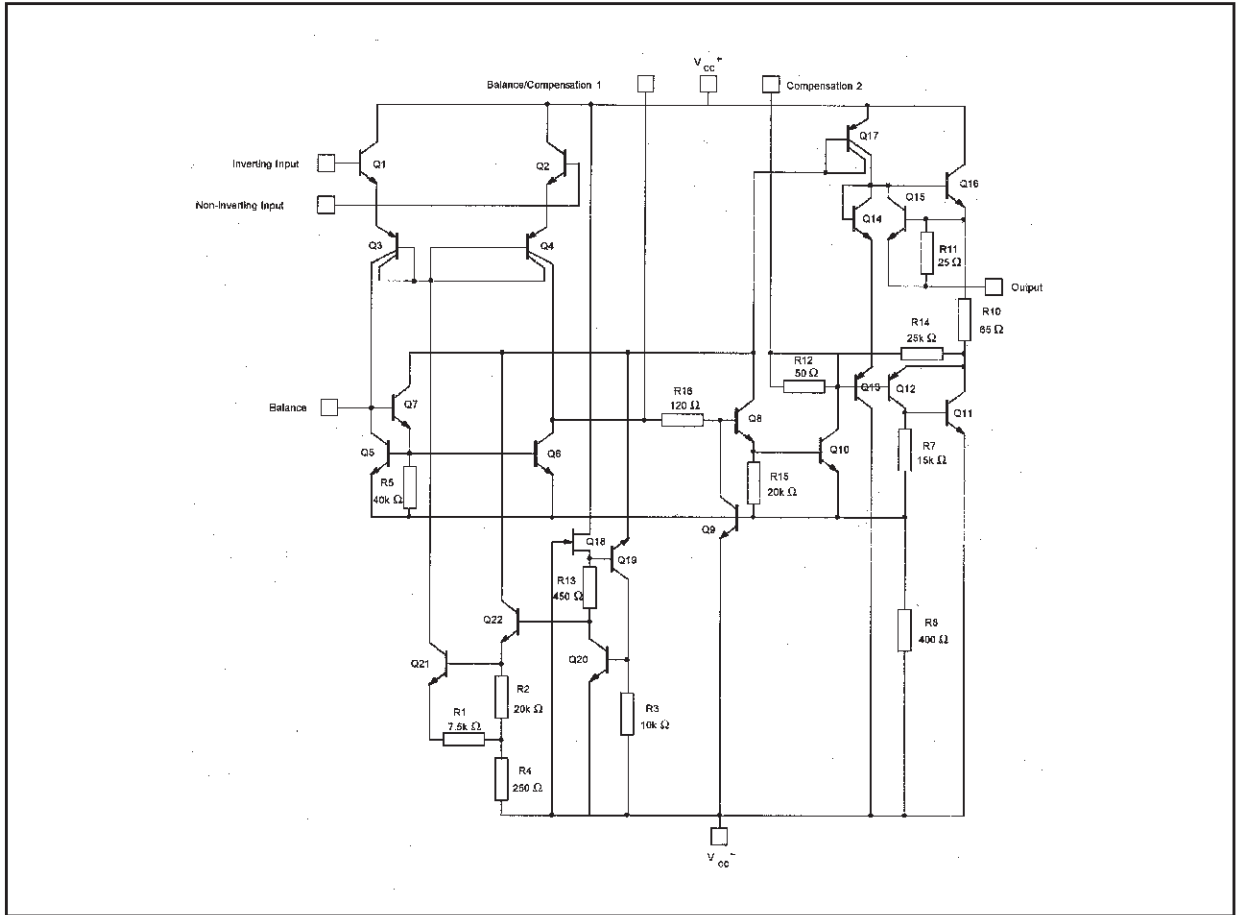 V
CC
+
Balance/Compensation 1
Compensation 2
Q17
Inverting Input
Q1
Q2
Q16
Q15
Non-Inverting Input
Q14
Q3
Q4
R11
25 Ω
Output
R10
65 Ω
R14
25k Ω
R12
50 Ω
Q13
Q12
R16
120 Ω
Balance
Q7
Q8
Q11
Q5
Q6
Q10
R7
15k Ω
R5
40k Ω
R15
20k Ω
Q9
Q18
Q19
R13
450 Ω
Q22
R8
400 Ω
Q21
Q20
R2
20k Ω
R3
10k Ω
R1
7.5k Ω
R4
250 Ω
V
CC
-